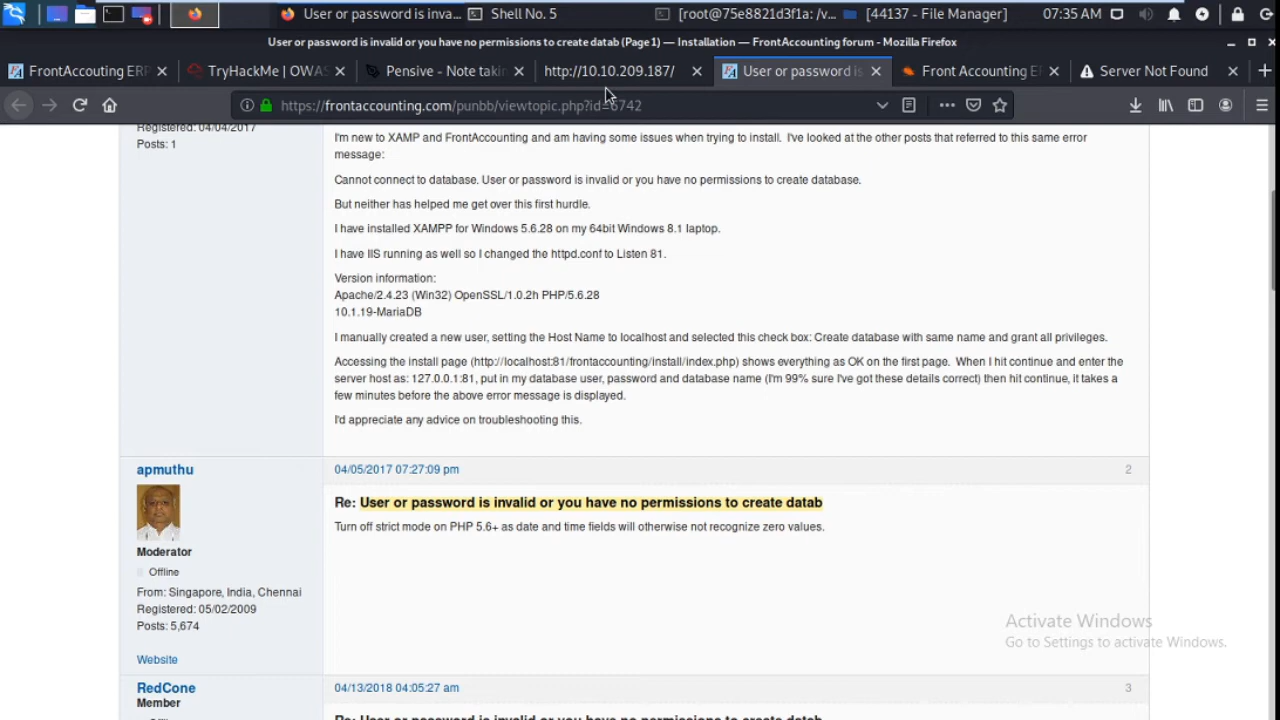 User or password is inva...
Shell No. 5
[root@75e8821d3f1a: /v...
[44137 - File Manager]
07:35 AM
User or password is invalid or you have no permissions to create datab (Page 1) — Installation — FrontAccounting forum - Mozilla Firefox
FrontAccouting ERP
TryHackMe | OWAS
Pensive - Note takin
http://10.10.209.187/
User or password is
Front Accounting EF
Server Not Found
https://frontaccounting.com/punbb/viewtopic.php?id=6742
Registered: 04/04/2017
Posts: 1
I'm new to XAMP and FrontAccounting and am having some issues when trying to install. I've looked at the other posts that referred to this same error
message:
Cannot connect to database. User or password is invalid or you have no permissions to create database.
But neither has helped me get over this first hurdle.
I have installed XAMPP for Windows 5.6.28 on my 64bit Windows 8.1 laptop.
I have IIS running as well so I changed the httpd.conf to Listen 81.
Version information:
Apache/2.4.23 (Win32) OpenSSL/1.0.2h PHP/5.6.28
10.1.19-MariaDB
I manually created a new user, setting the Host Name to localhost and selected this check box: Create database with same name and grant all privileges.
Accessing the install page (http://localhost:81/frontaccounting/install/index.php) shows everything as OK on the first page. When I hit continue and enter the
server host as: 127.0.0.1:81, put in my database user, password and database name (I'm 99% sure I've got these details correct) then hit continue, it takes a
few minutes before the above error message is displayed.
I'd appreciate any advice on troubleshooting this.
apmuthu
04/05/2017 07:27:09 pm
2
Re: User or password is invalid or you have no permissions to create datab
Turn off strict mode on PHP 5.6+ as date and time fields will otherwise not recognize zero values.
Moderator
Offline
From: Singapore, India, Chennai
Registered: 05/02/2009
Posts: 5,674
Website
Activate Windows
Go to Settings to activate Windows.
RedCone
04/13/2018 04:05:27 am
3
Member
Re: User or password is invalid or you have no permissions to create datab